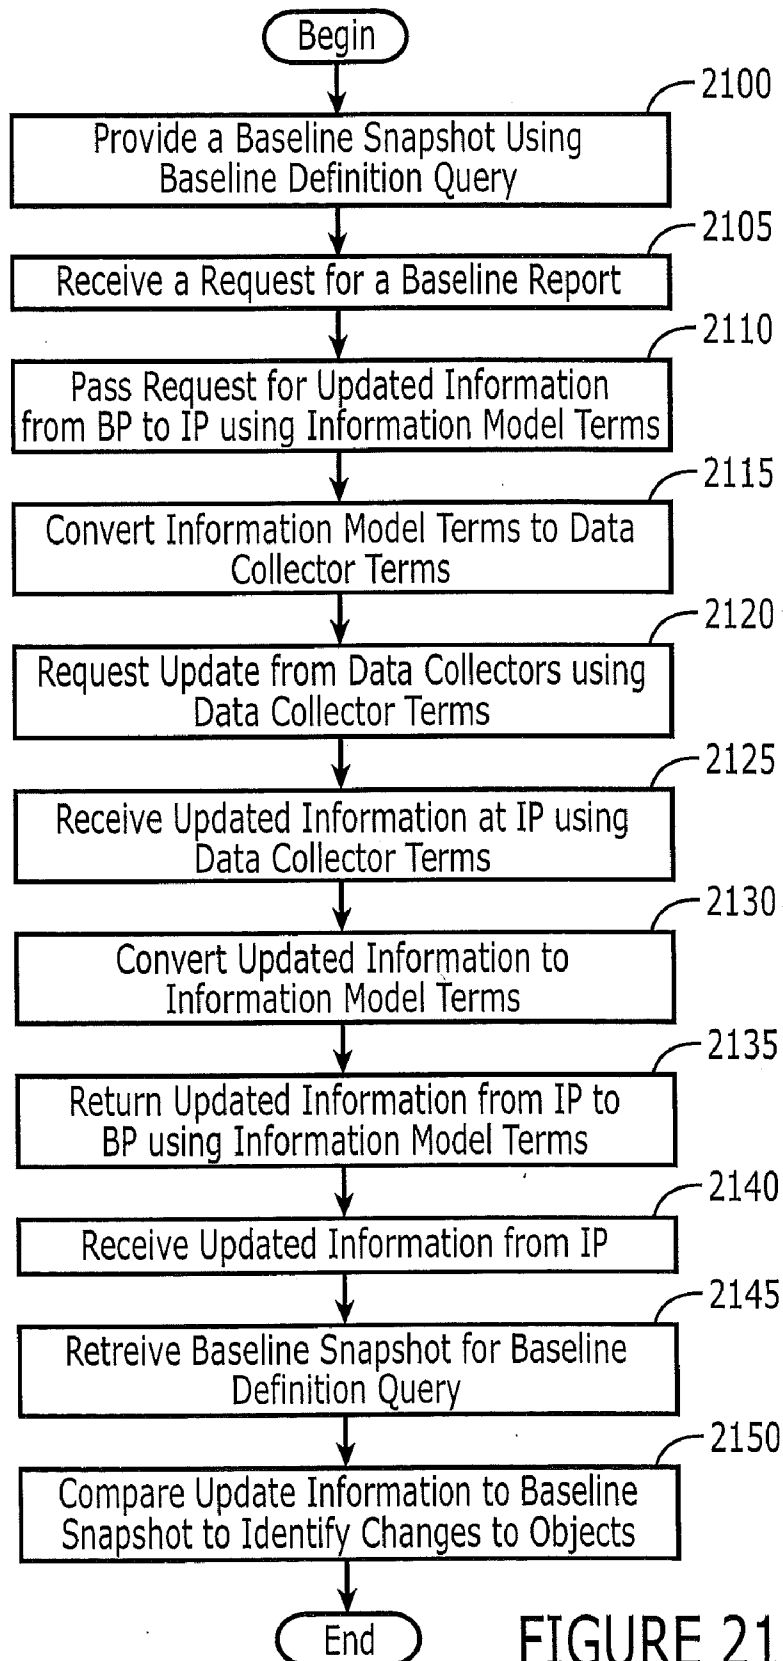 Begin
2100
Provide a Baseline Snapshot Using
Baseline Definition Query
2105
Receive a Request for a Baseline Report
2110
Pass Request for Updated Information
from BP to IP using Information Model Terms
2115
Convert Information Model Terms to Data
Collector Terms
2120
Request Update from Data Collectors using
Data Collector Terms
2125
Receive Updated Information at IP using
Data Collector Terms
2130
Convert Updated Information to
Information Model Terms
2135
Return Updated Information from IP to
BP using Information Model Terms
2140
Receive Updated Information from IP
2145
Retreive Baseline Snapshot for Baseline
Definition Query
2150
Compare Update Information to Baseline
Snapshot to Identify Changes to Objects
End
FIGURE 21